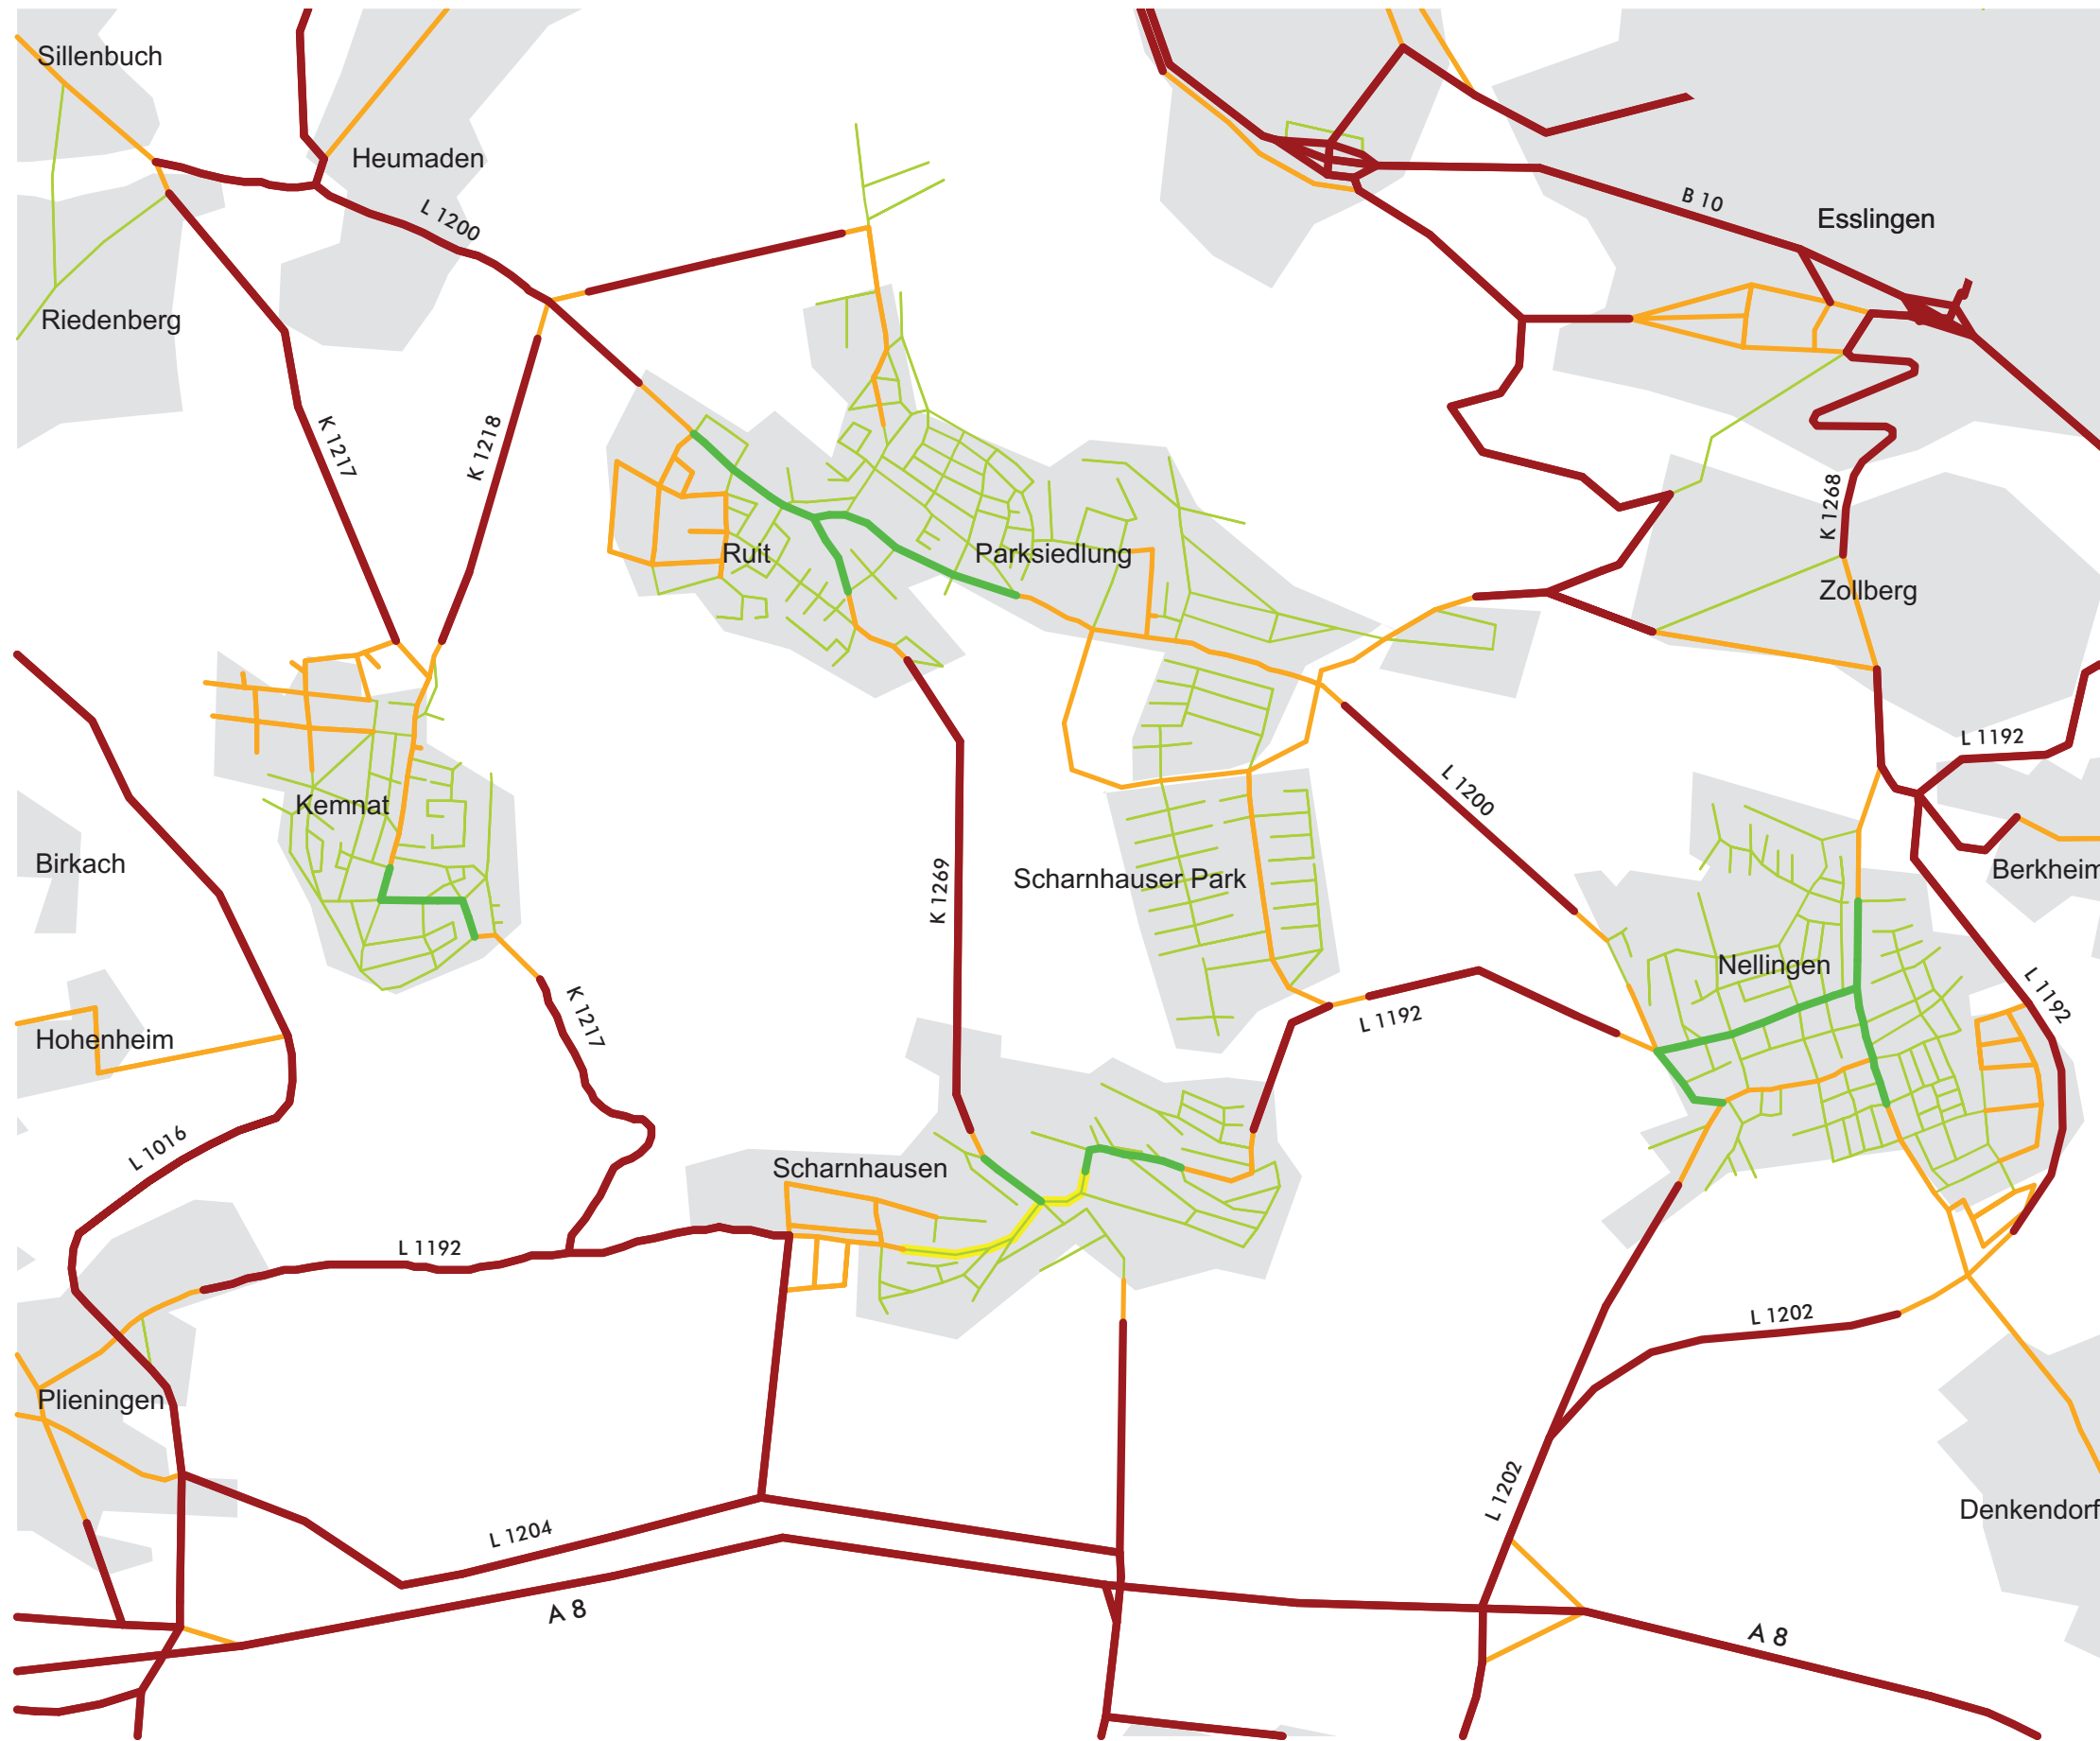 Sillenbuch
Heumaden
L 1200
B 10
Esslingen
Riedenberg
K 1217
K 1218
K 1268
Ruit
Parksiedlung
Zollberg
L 1192
L 1200
Kemnat
Birkach
K 1269
Scharnhauser Park
Berkheim
Nellingen
L 1192
K 1217
L 1192
Hohenheim
L 1016
Scharnhausen
L 1192
L 1202
Plieningen
L 1202
Denkendorf
L 1204
A 8
A 8